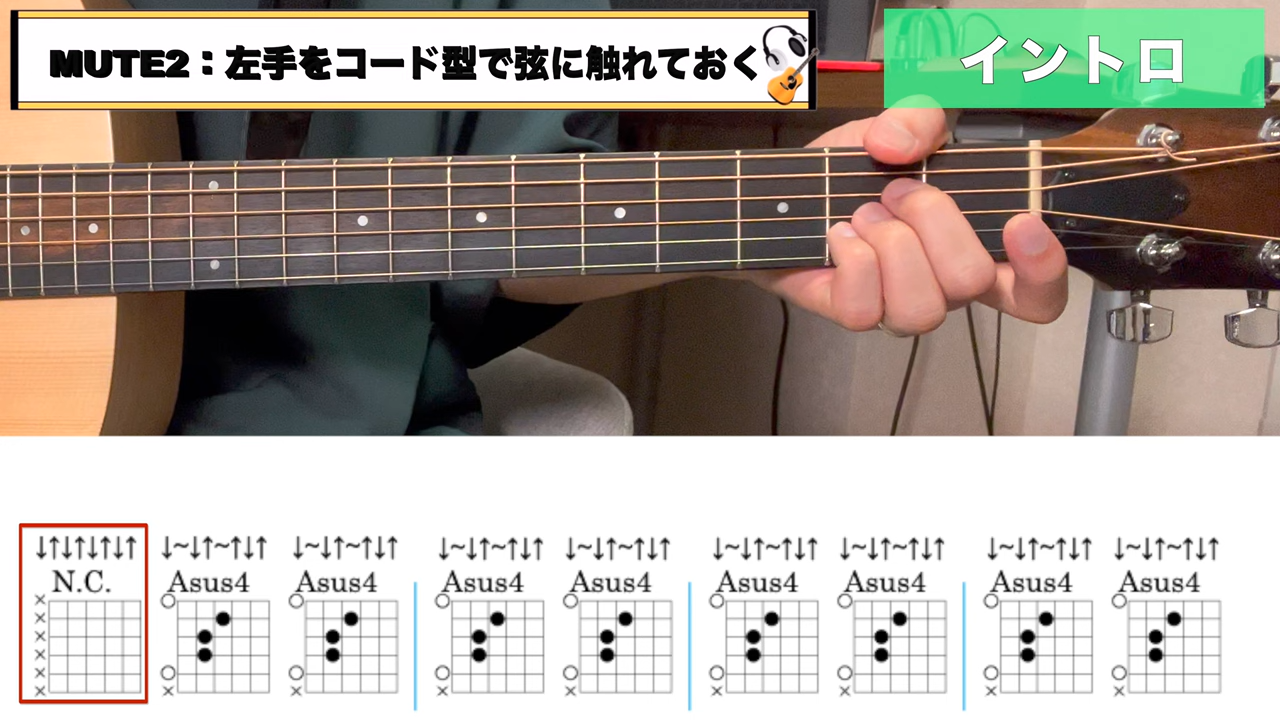 MUTE2：左手をコード型で弦に触れておく
イントロ
↓↑↓↑↓↑↓↑ ↓~↓↑~↑↓↑ ↓~↓↑~↑↓↑ ↓~↓↑~↑↓↑ ↓~↓↑~↑↓↑ ↓~↓↑~↑↓↑ ↓~↓↑~↑↓↑ ↓~↓↑~↑↓↑ ↓~↓↑~↑↓↑
N.C. Asus4 Asus4 Asus4 Asus4 Asus4 Asus4 Asus4 Asus4